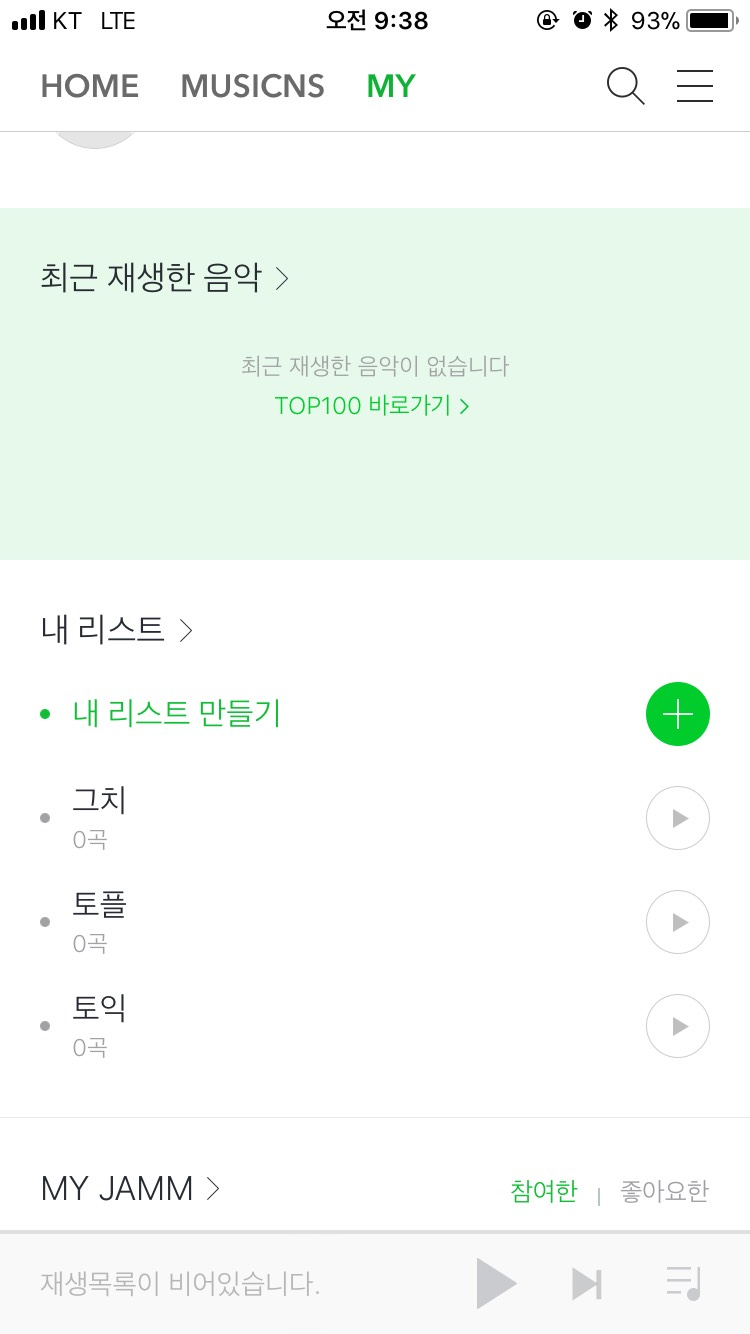 KT LTE 오전 9:38 93%
HOME MUSICNS MY
최근 재생한 음악
최근 재생한 음악이 없습니다
TOP100 바로가기
내 리스트
내 리스트 만들기
그치
0곡
토플
0곡
토익
0곡
MY JAMM 참여한 | 좋아요한
재생목록이 비어있습니다.